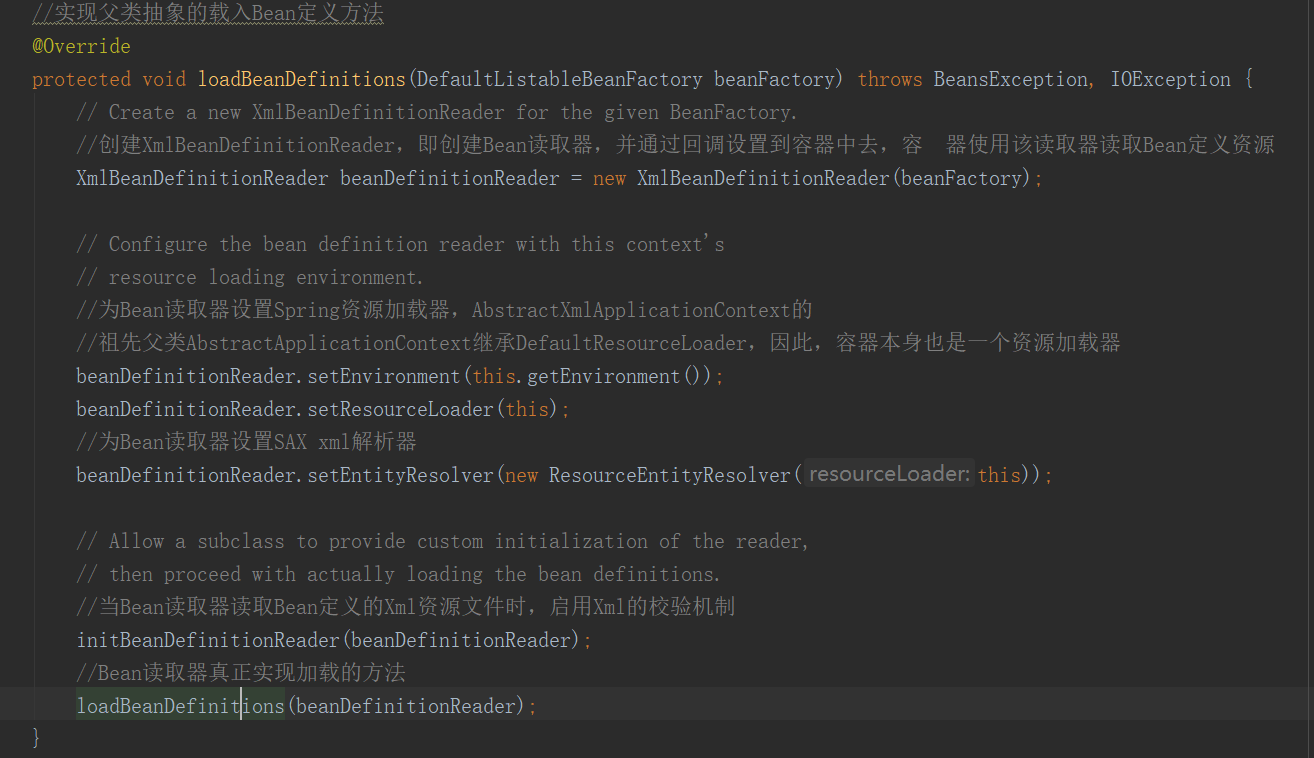 //实现父类抽象的载入Bean定义方法
@Override
protected void loadBeanDefinitions(DefaultListableBeanFactory beanFactory) throws BeansException, IOException {
// Create a new XmlBeanDefinitionReader for the given BeanFactory.
//创建XmlBeanDefinitionReader，即创建Bean读取器，并通过回调设置到容器中去，容  器使用该读取器读取Bean定义资源
XmlBeanDefinitionReader beanDefinitionReader = new XmlBeanDefinitionReader(beanFactory);
// Configure the bean definition reader with this context's
// resource loading environment.
//为Bean读取器设置Spring资源加载器，AbstractXmlApplicationContext的
//祖先父类AbstractApplicationContext继承DefaultResourceLoader，因此，容器本身也是一个资源加载器
beanDefinitionReader.setEnvironment(this.getEnvironment());
beanDefinitionReader.setResourceLoader(this);
//为Bean读取器设置SAX xml解析器
beanDefinitionReader.setEntityResolver(new ResourceEntityResolver( resourceLoader: this));
// Allow a subclass to provide custom initialization of the reader,
// then proceed with actually loading the bean definitions.
//当Bean读取器读取Bean定义的Xml资源文件时，启用Xml的校验机制
initBeanDefinitionReader(beanDefinitionReader);
//Bean读取器真正实现加载的方法
loadBeanDefinitions(beanDefinitionReader);
}